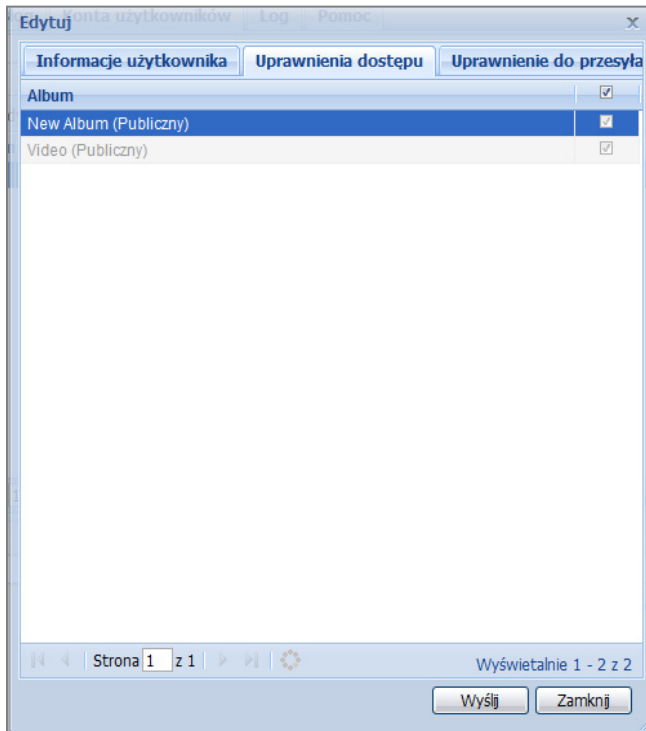 Konta użytkowników Log Pomoc
Edytuj
Informacje użytkownika Uprawnienia dostępu Uprawnienie do przesyła
Album
New Album (Publiczny)
Video (Publiczny)
Strona 1 z 1 Wyświetalnie 1 - 2 z 2
Wyślij Zamknij